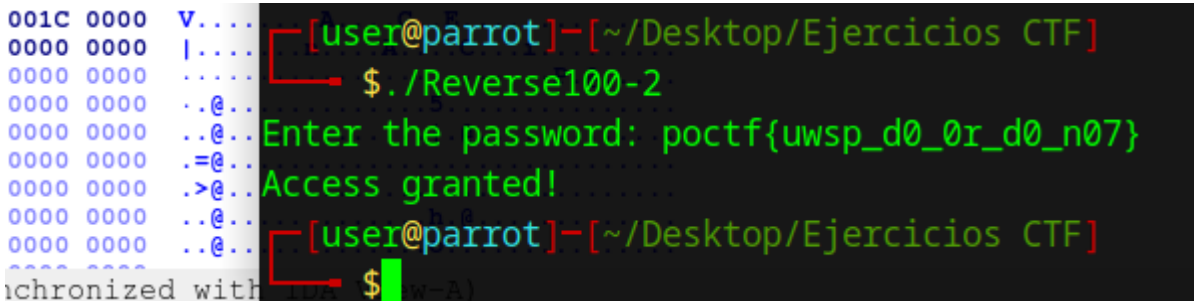 001C 0000 V....
0000 0000 |.....
0000 0000 ......
0000 0000 ..@..
0000 0000 ..@..
0000 0000 .=@..
0000 0000 .>@..
0000 0000 ..@..
0000 0000 ..@..
nchronized with
[user@parrot]-[~/Desktop/Ejercicios CTF]
$./Reverse100-2
Enter the password: poctf{uwsp_d0_0r_d0_n07}
Access granted!
[user@parrot]-[~/Desktop/Ejercicios CTF]
$